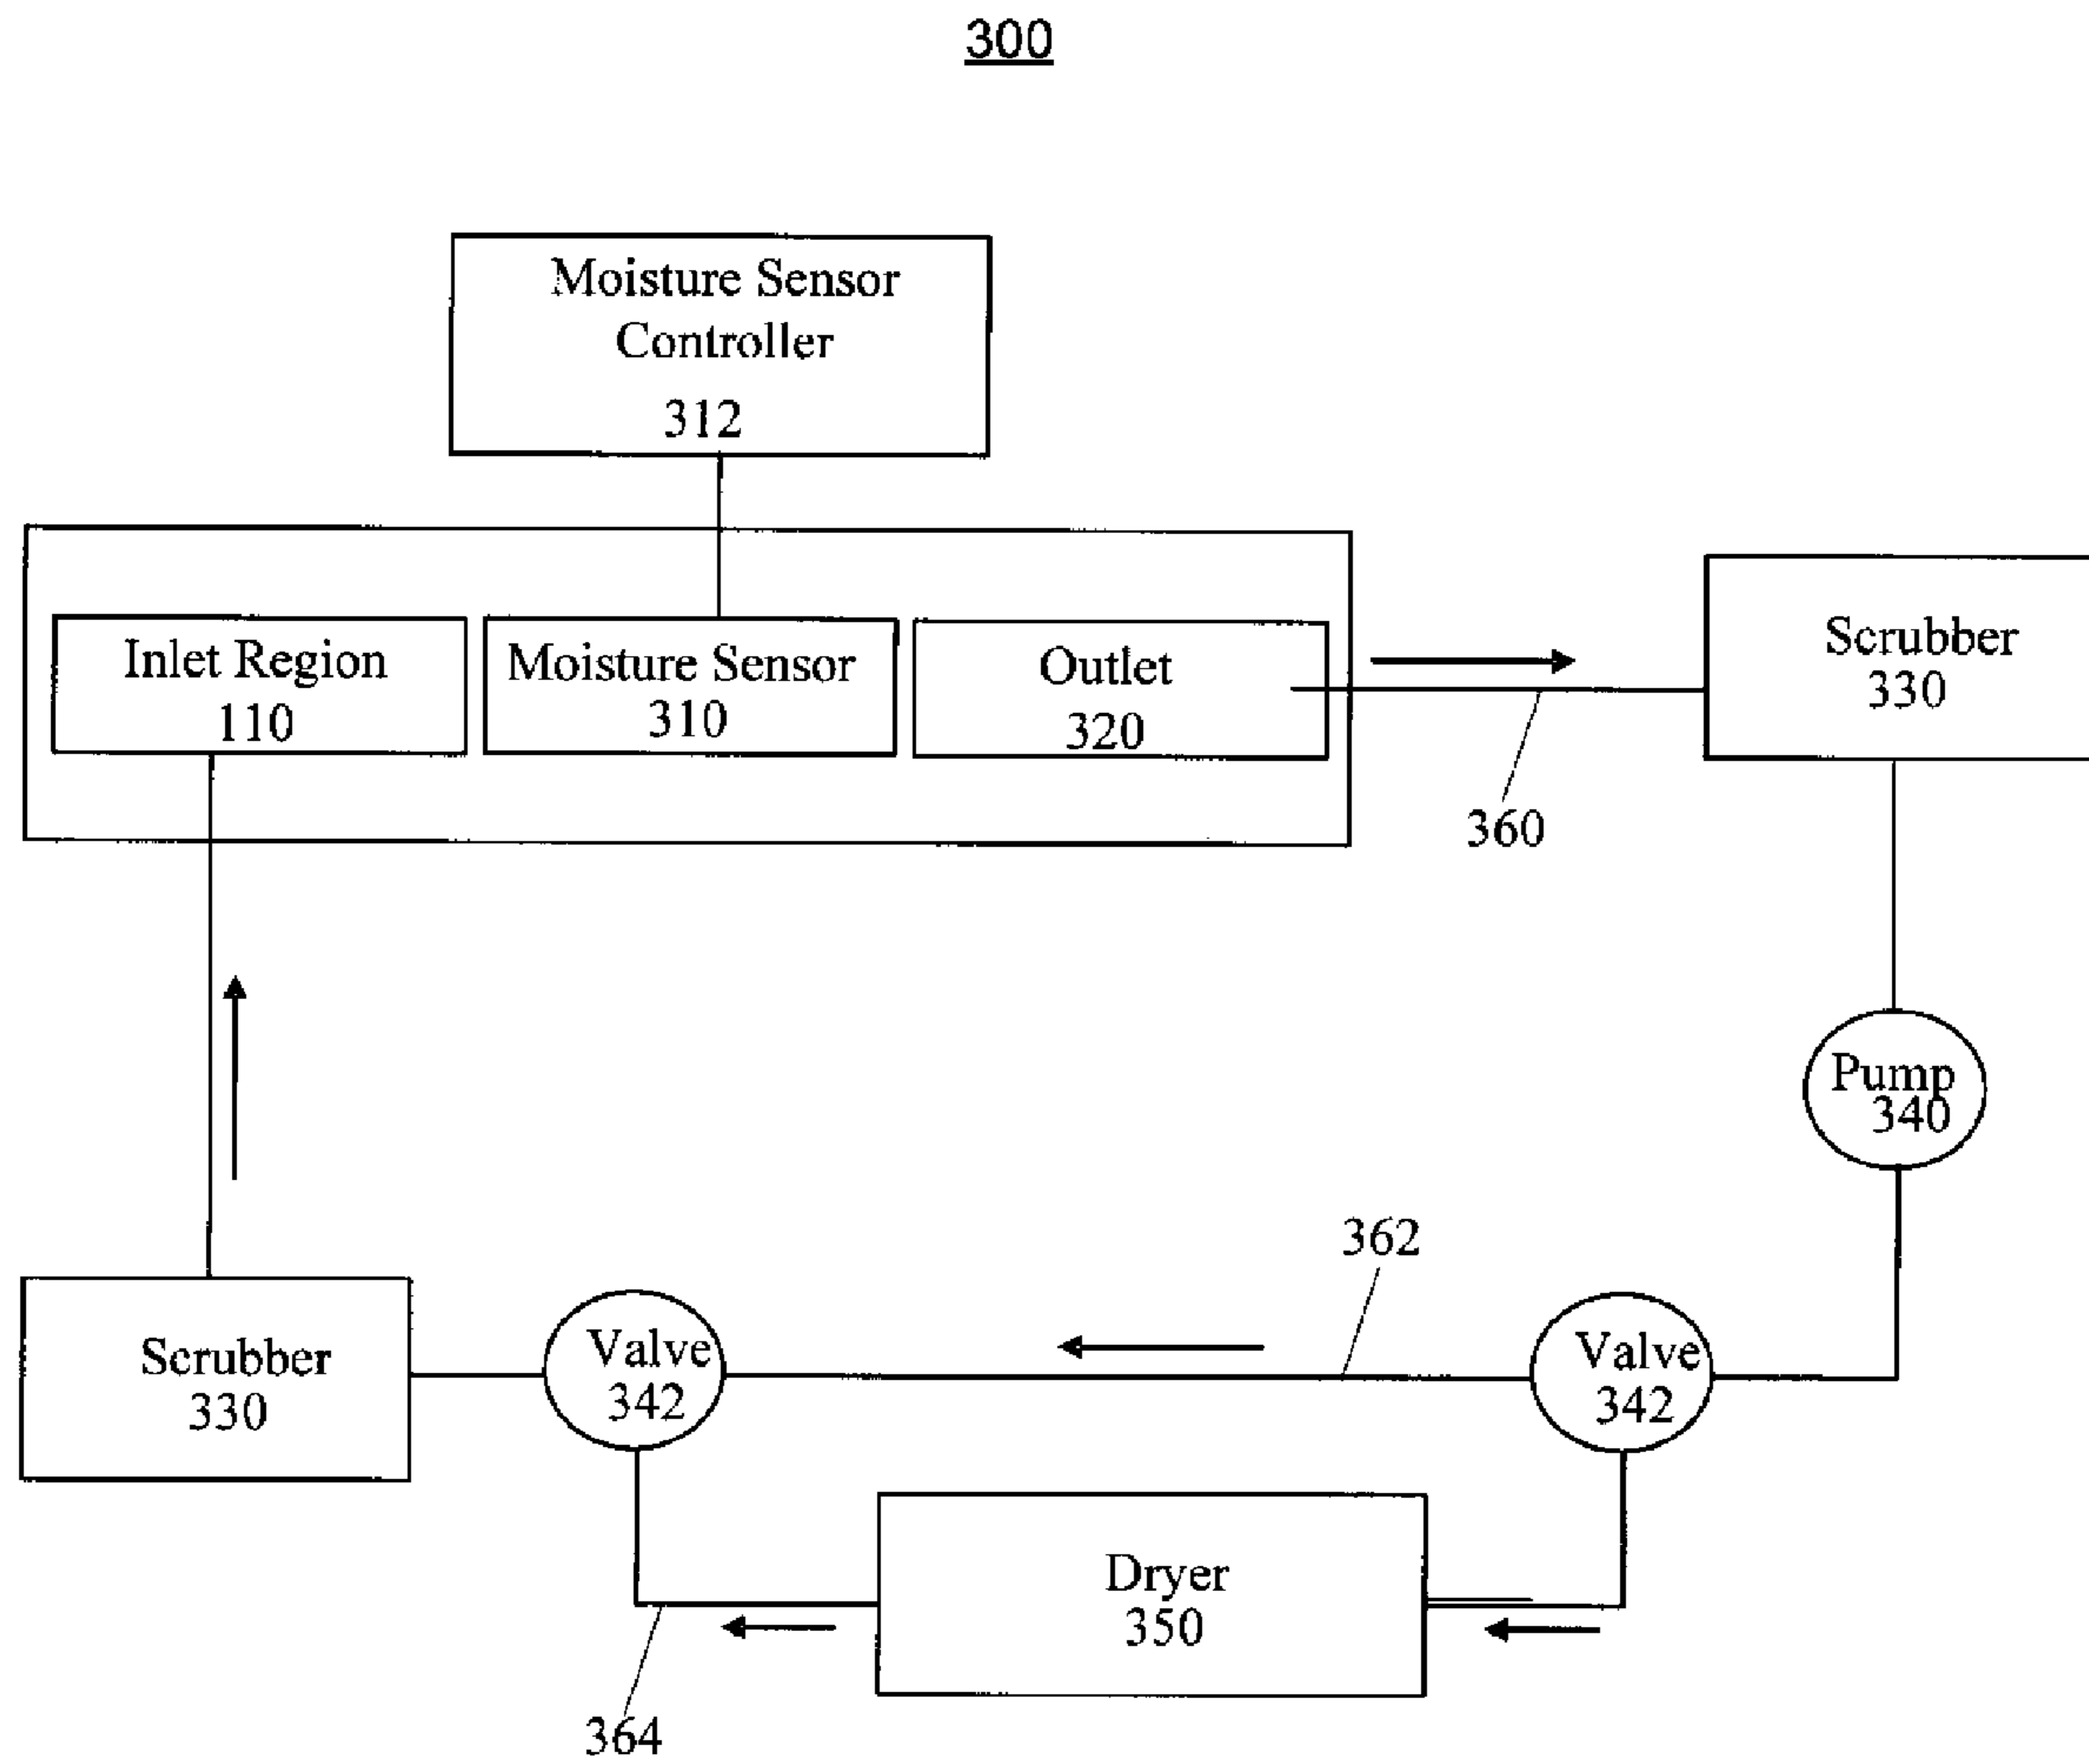 300
Moisture Sensor
Controller
312
Inlet Region
110
Moisture Sensor
310
Outlet
320
Scrubber
330
360
Pump
340
362
Scrubber
330
Valve
342
Valve
342
Dryer
350
364